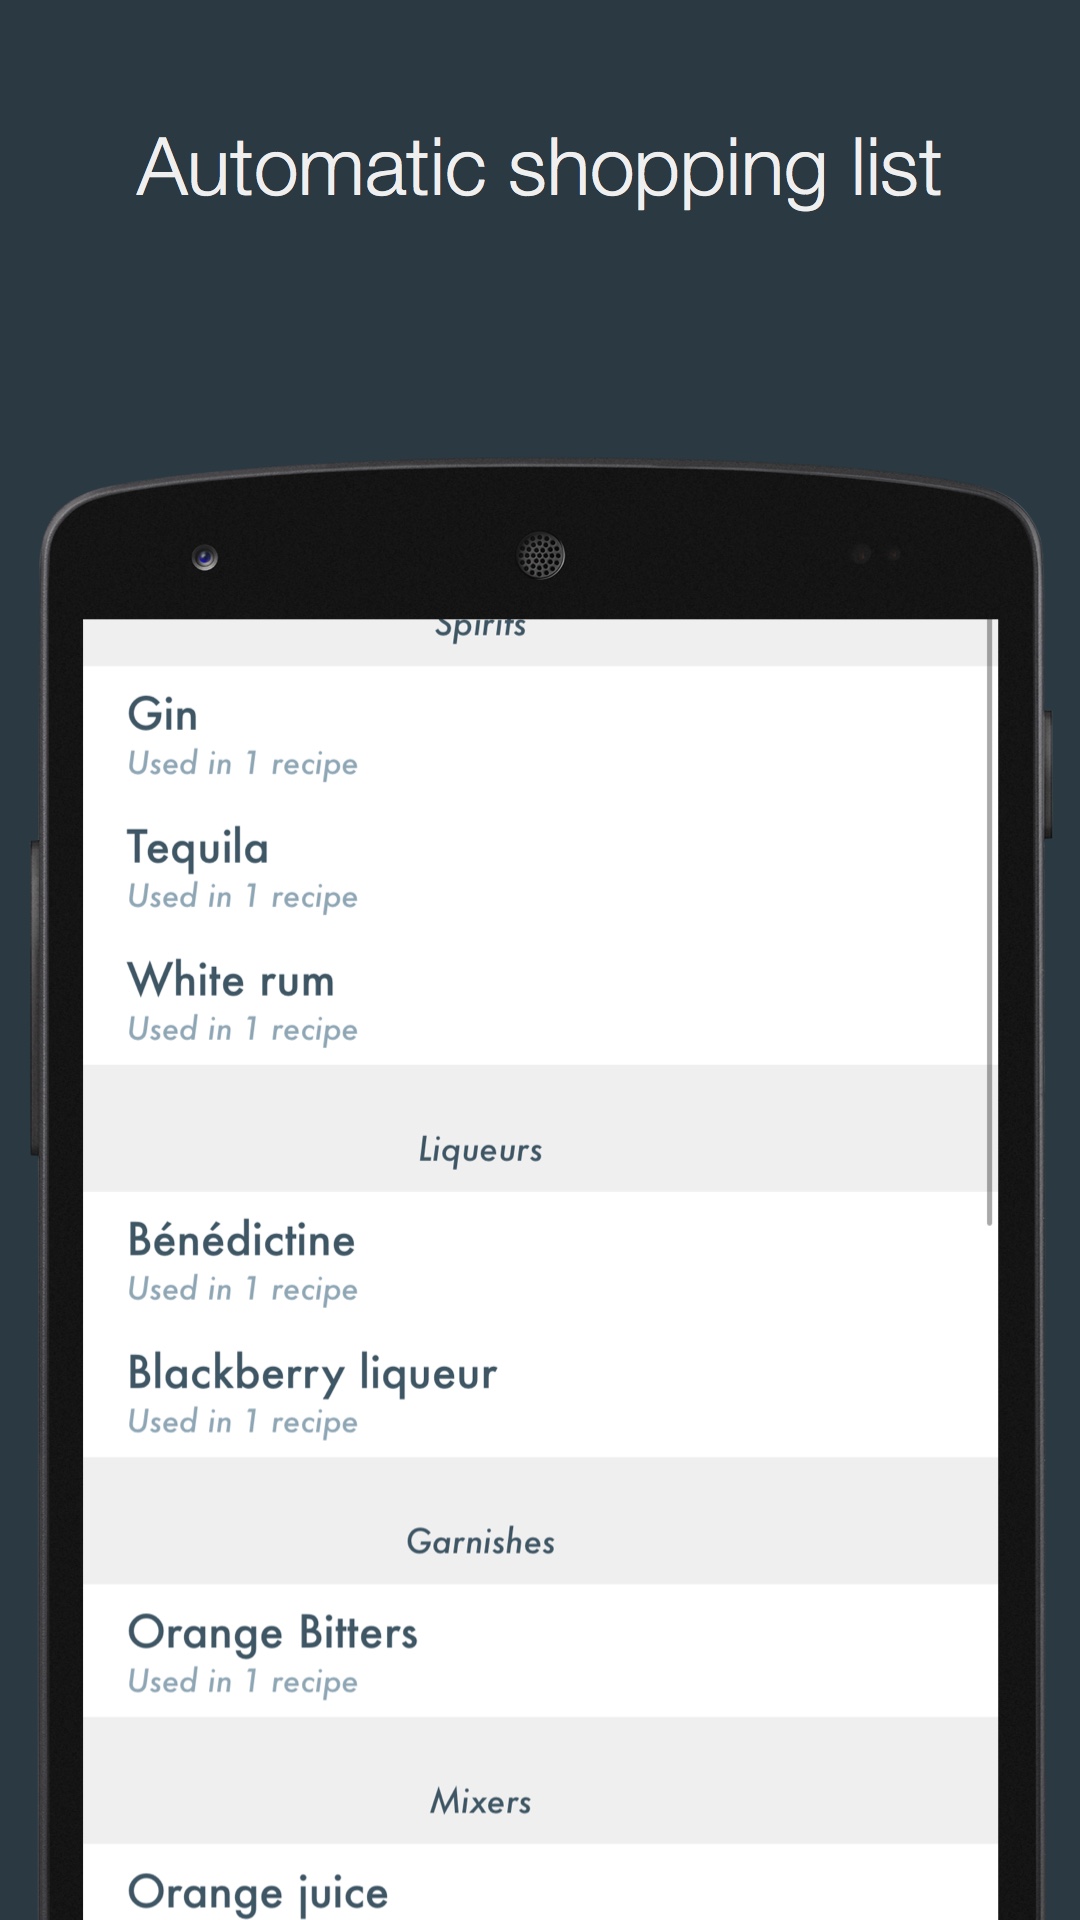 Automatic shopping list
Spirits
Gin
Used in 1 recipe
Tequila
Used in 1 recipe
White rum
Used in 1 recipe
Liqueurs
Bénédictine
Used in 1 recipe
Blackberry liqueur
Used in 1 recipe
Garnishes
Orange Bitters
Used in 1 recipe
Mixers
Orange juice